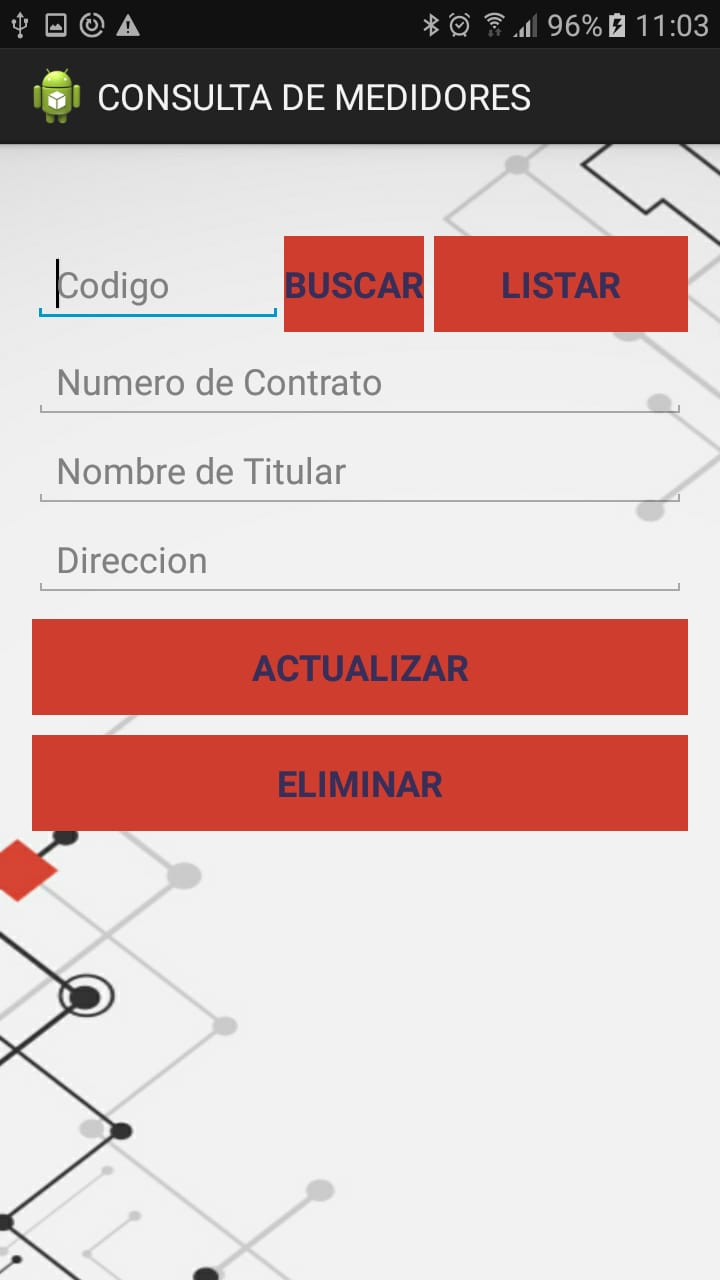 96% 11:03
CONSULTA DE MEDIDORES
Codigo BUSCAR LISTAR
Numero de Contrato
Nombre de Titular
Direccion
ACTUALIZAR
ELIMINAR